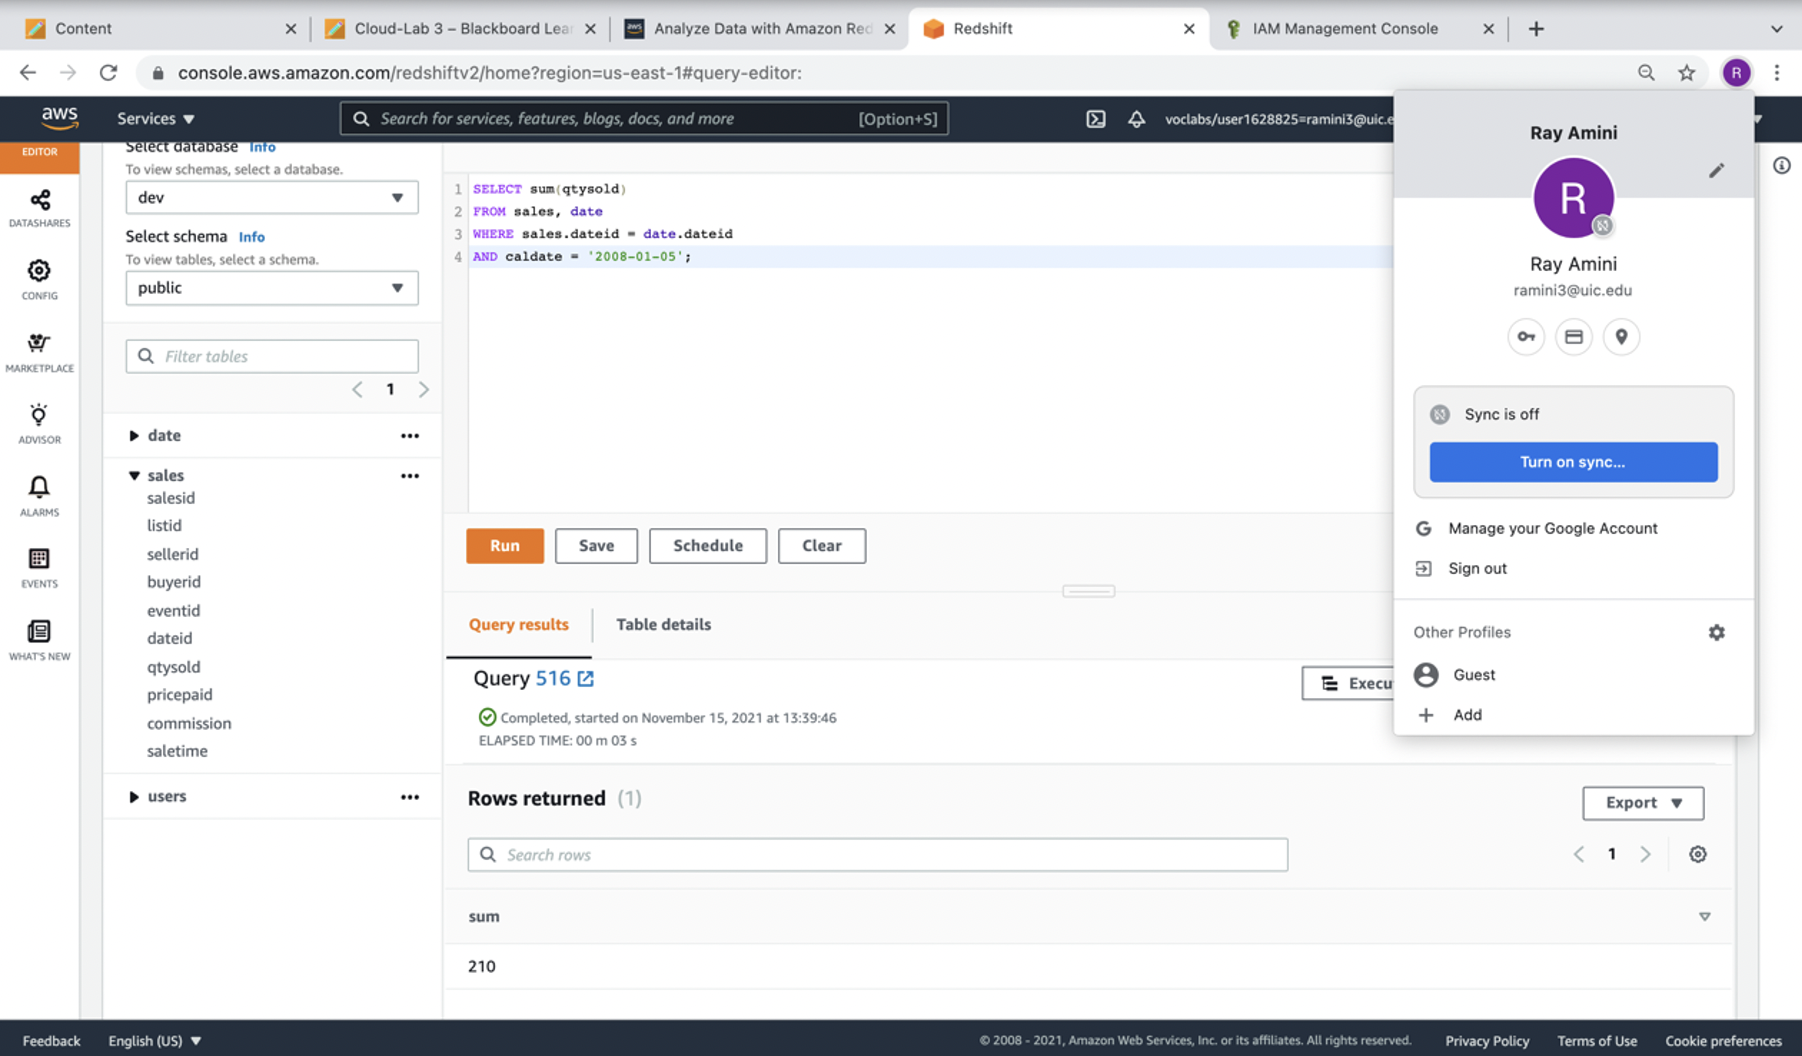 Content
Cloud-Lab 3 – Blackboard Lear
Analyze Data with Amazon Red
Redshift
IAM Management Console
console.aws.amazon.com/redshiftv2/home?region=us-east-1#query-editor:
R
aws
Services
Search for services, features, blogs, docs, and more
[Option+S]
voclabs/user1628825=ramini3@uic.e
EDITOR
DATASHARES
CONFIG
MARKETPLACE
ADVISOR
ALARMS
EVENTS
WHAT'S NEW
Select database Info
To view schemas, select a database.
dev
Select schema Info
To view tables, select a schema.
public
Filter tables
1
date
sales
salesid
listid
sellerid
buyerid
eventid
dateid
qtysold
pricepaid
commission
saletime
users
1 SELECT sum(qtysold)
2 FROM sales, date
3 WHERE sales.dateid = date.dateid
4 AND caldate = '2008-01-05';
Run
Save
Schedule
Clear
Query results
Table details
Query 516
Completed, started on November 15, 2021 at 13:39:46
ELAPSED TIME: 00 m 03 s
Execu
Rows returned (1)
Export
Search rows
1
sum
210
Ray Amini
R
Ray Amini
ramini3@uic.edu
Sync is off
Turn on sync...
G Manage your Google Account
Sign out
Other Profiles
Guest
Add
Feedback
English (US)
© 2008 - 2021, Amazon Web Services, Inc. or its affiliates. All rights reserved.
Privacy Policy
Terms of Use
Cookie preferences